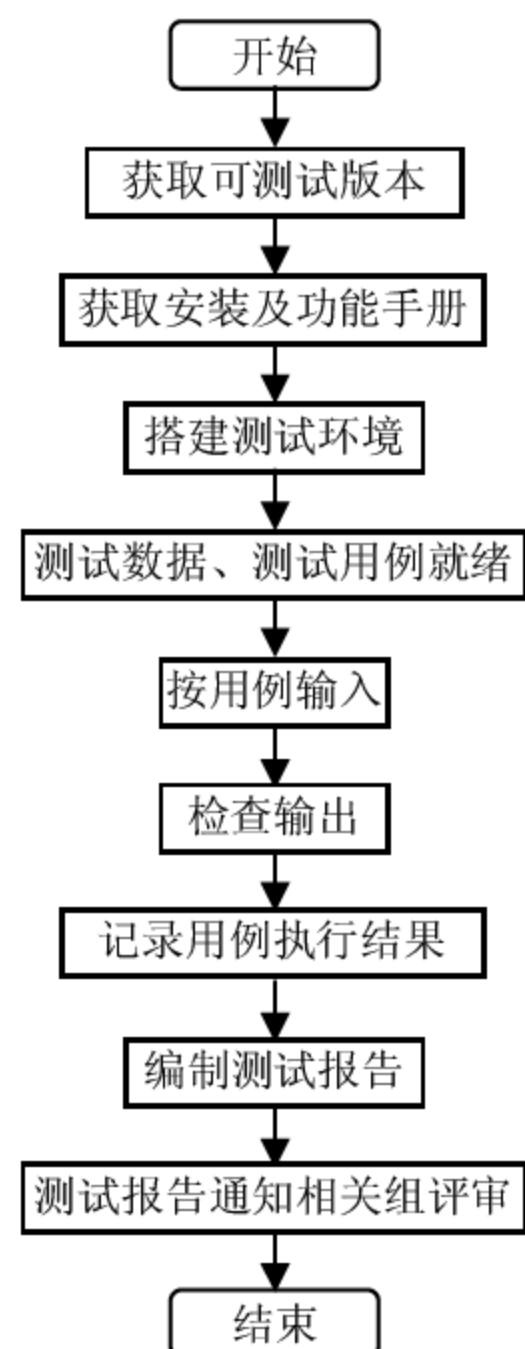 开始
获取可测试版本
获取安装及功能手册
搭建测试环境
测试数据、测试用例就绪
按用例输入
检查输出
记录用例执行结果
编制测试报告
测试报告通知相关组评审
结束